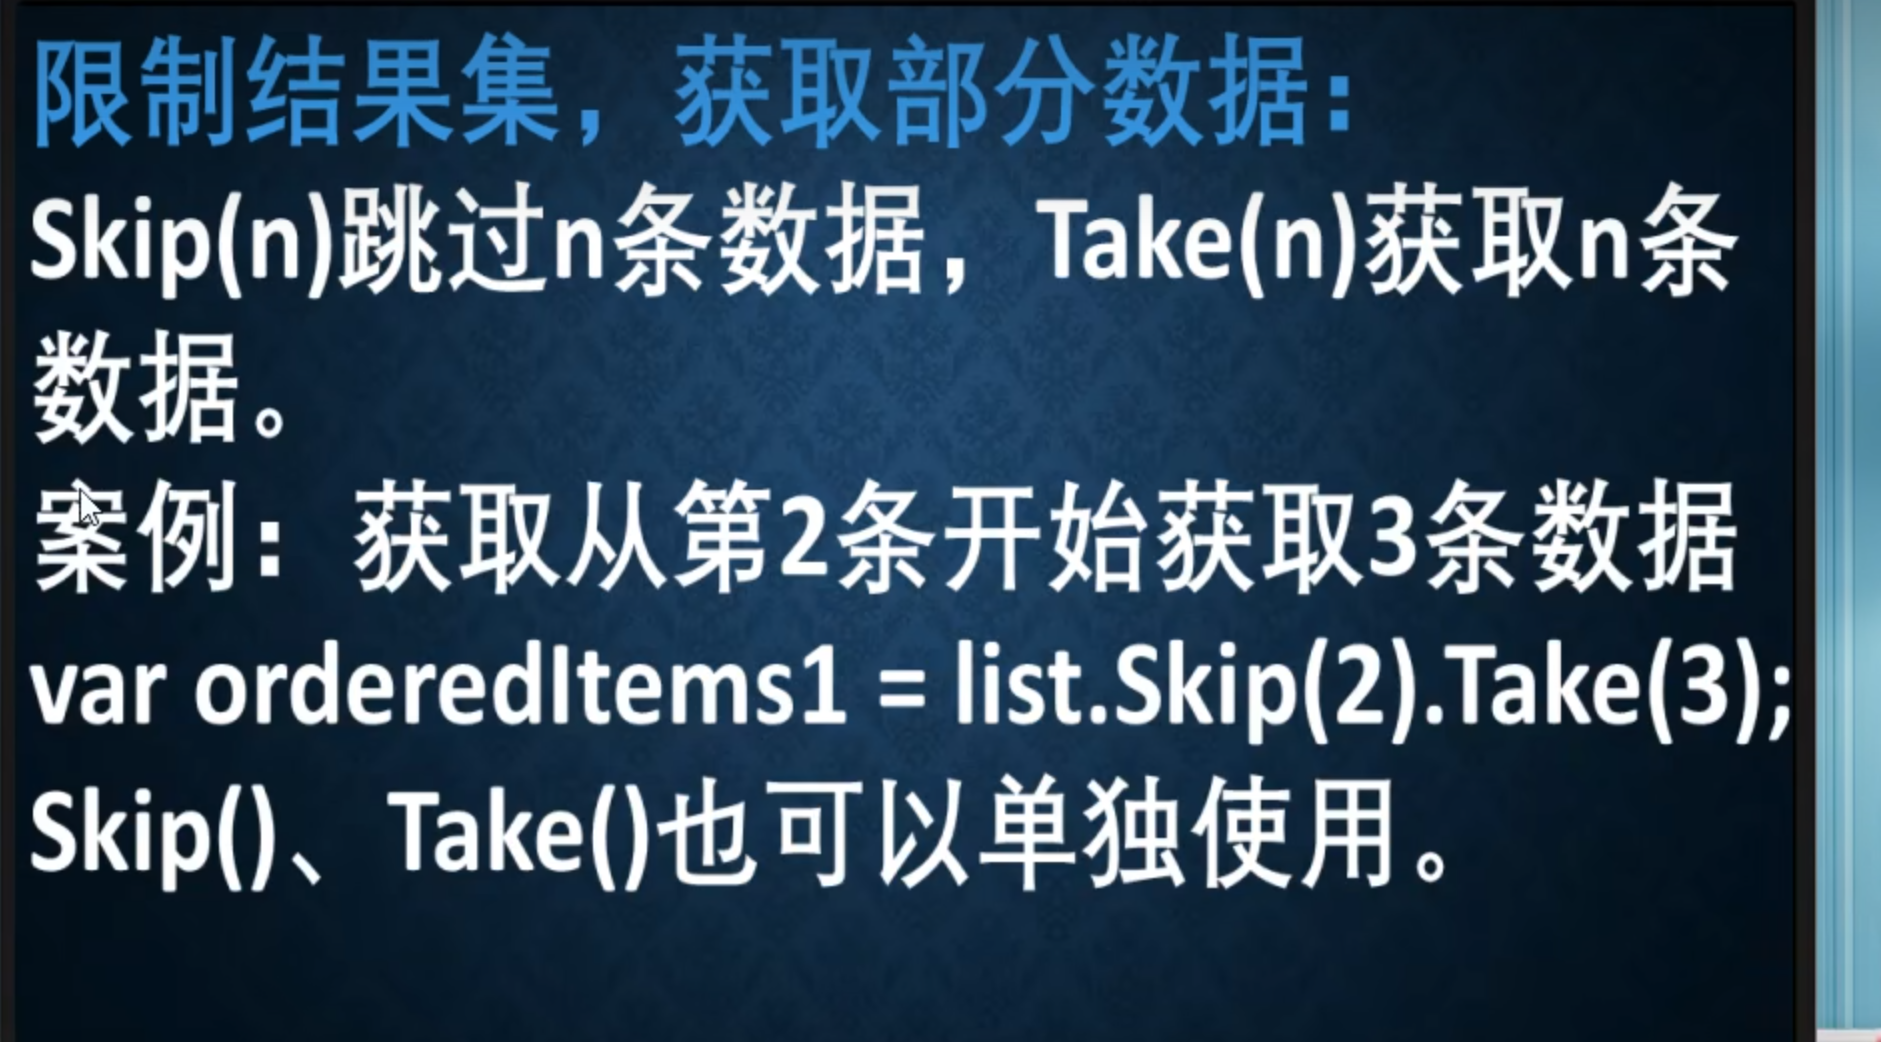 限制结果集，获取部分数据：
Skip(n)跳过n条数据，Take(n)获取n条
数据。
案例：获取从第2条开始获取3条数据
var orderedItems1 = list.Skip(2).Take(3);
Skip()、Take()也可以单独使用。